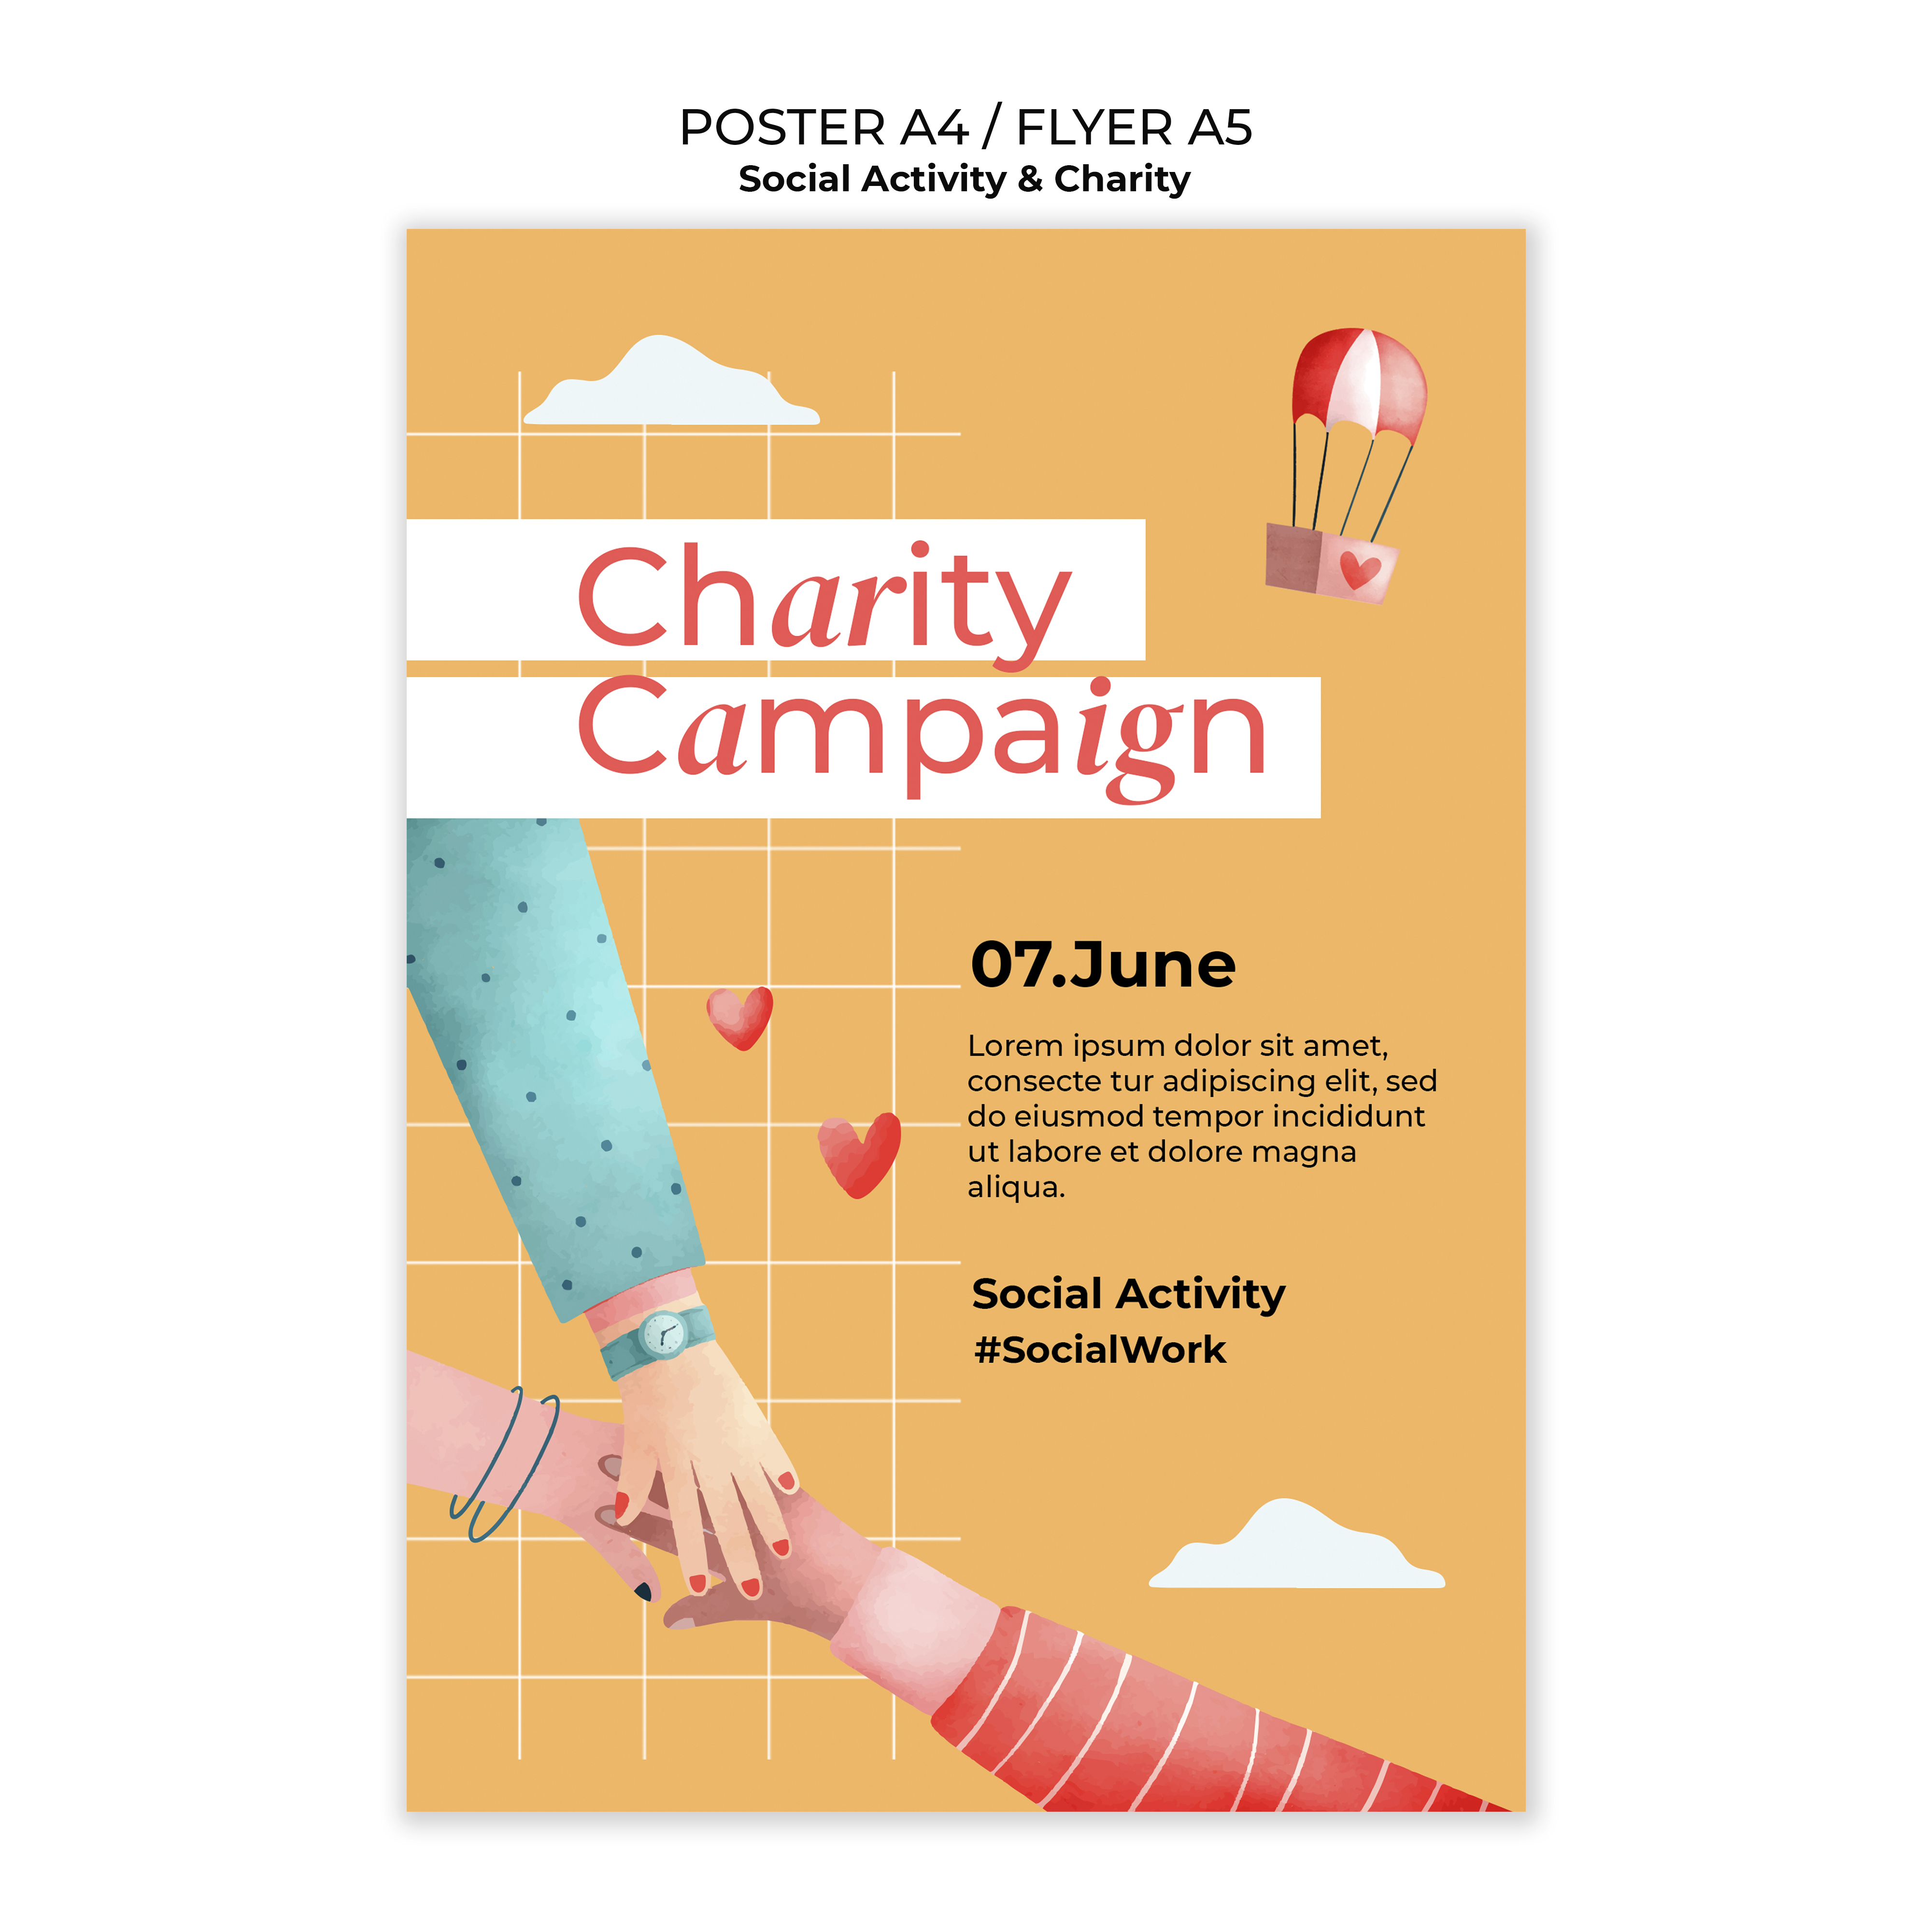 POSTER A4 / FLYER A5
Social Activity & Charity
Charity
Campaign
07.June
Lorem ipsum dolor sit amet,
consecte tur adipiscing elit, sed
do eiusmod tempor incididunt
ut labore et dolore magna
aliqua.
Social Activity
#SocialWork